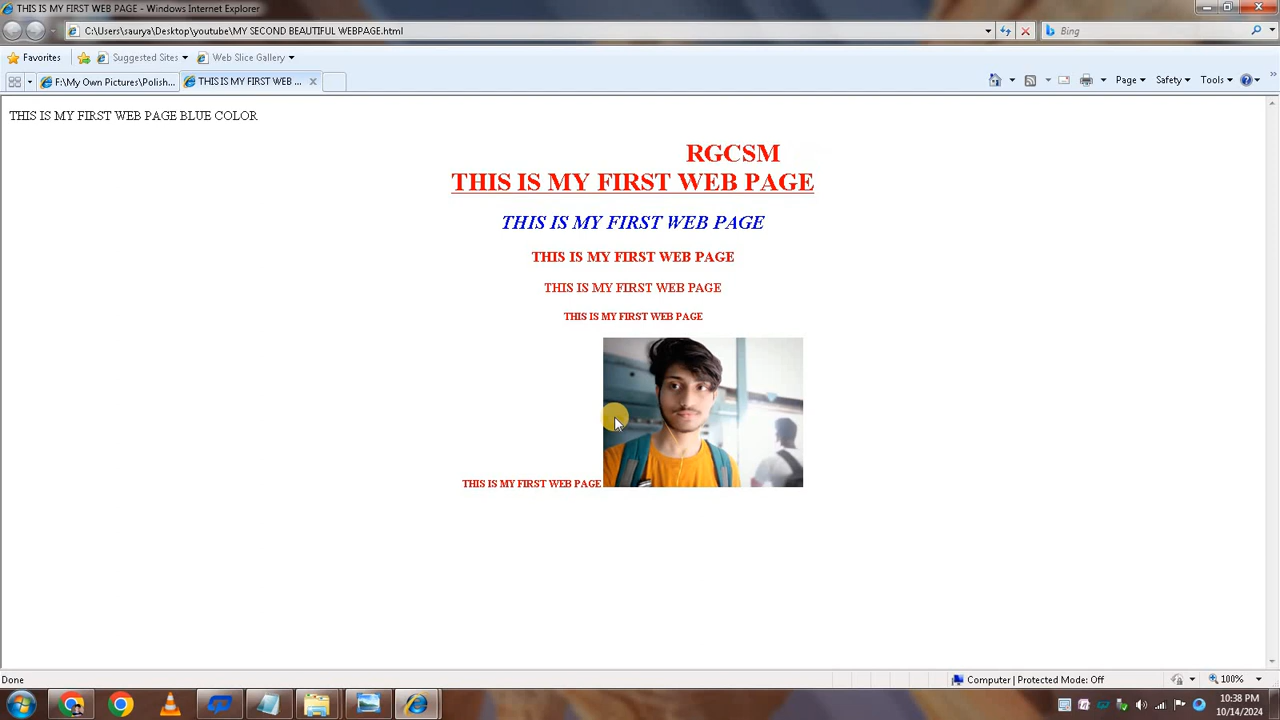 THIS IS MY FIRST WEB PAGE - Windows Internet Explorer
C:\Users\saurya\Desktop\youtube\MY SECOND BEAUTIFUL WEBPAGE.html
Bing
Favorites Suggested Sites Web Slice Gallery
F:\My Own Pictures\Polish... THIS IS MY FIRST WEB ... Page Safety Tools
THIS IS MY FIRST WEB PAGE BLUE COLOR
RGCSM
THIS IS MY FIRST WEB PAGE
THIS IS MY FIRST WEB PAGE
THIS IS MY FIRST WEB PAGE
THIS IS MY FIRST WEB PAGE
THIS IS MY FIRST WEB PAGE
THIS IS MY FIRST WEB PAGE
Done Computer | Protected Mode: Off 100%
10:38 PM
10/14/2024